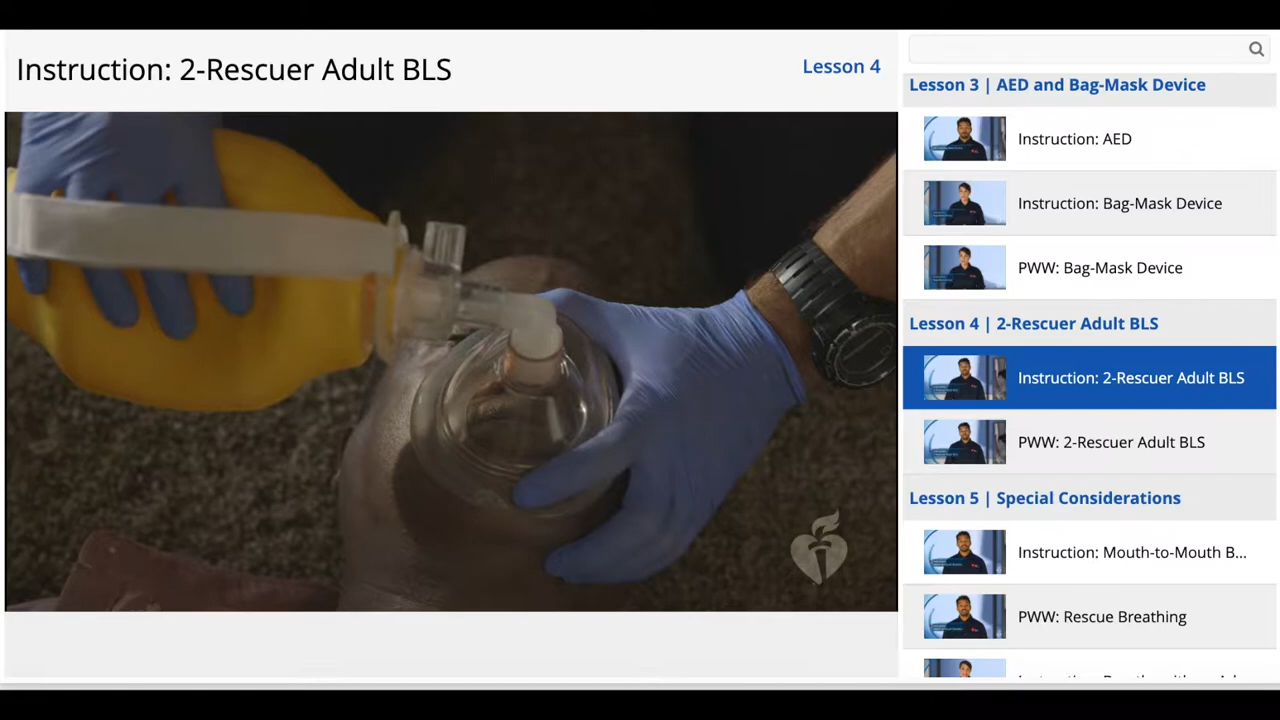 Instruction: 2-Rescuer Adult BLS
Lesson 4
Lesson 3 | AED and Bag-Mask Device
Instruction: AED
Instruction: Bag-Mask Device
PWW: Bag-Mask Device
Lesson 4 | 2-Rescuer Adult BLS
Instruction: 2-Rescuer Adult BLS
PWW: 2-Rescuer Adult BLS
Lesson 5 | Special Considerations
Instruction: Mouth-to-Mouth B...
PWW: Rescue Breathing